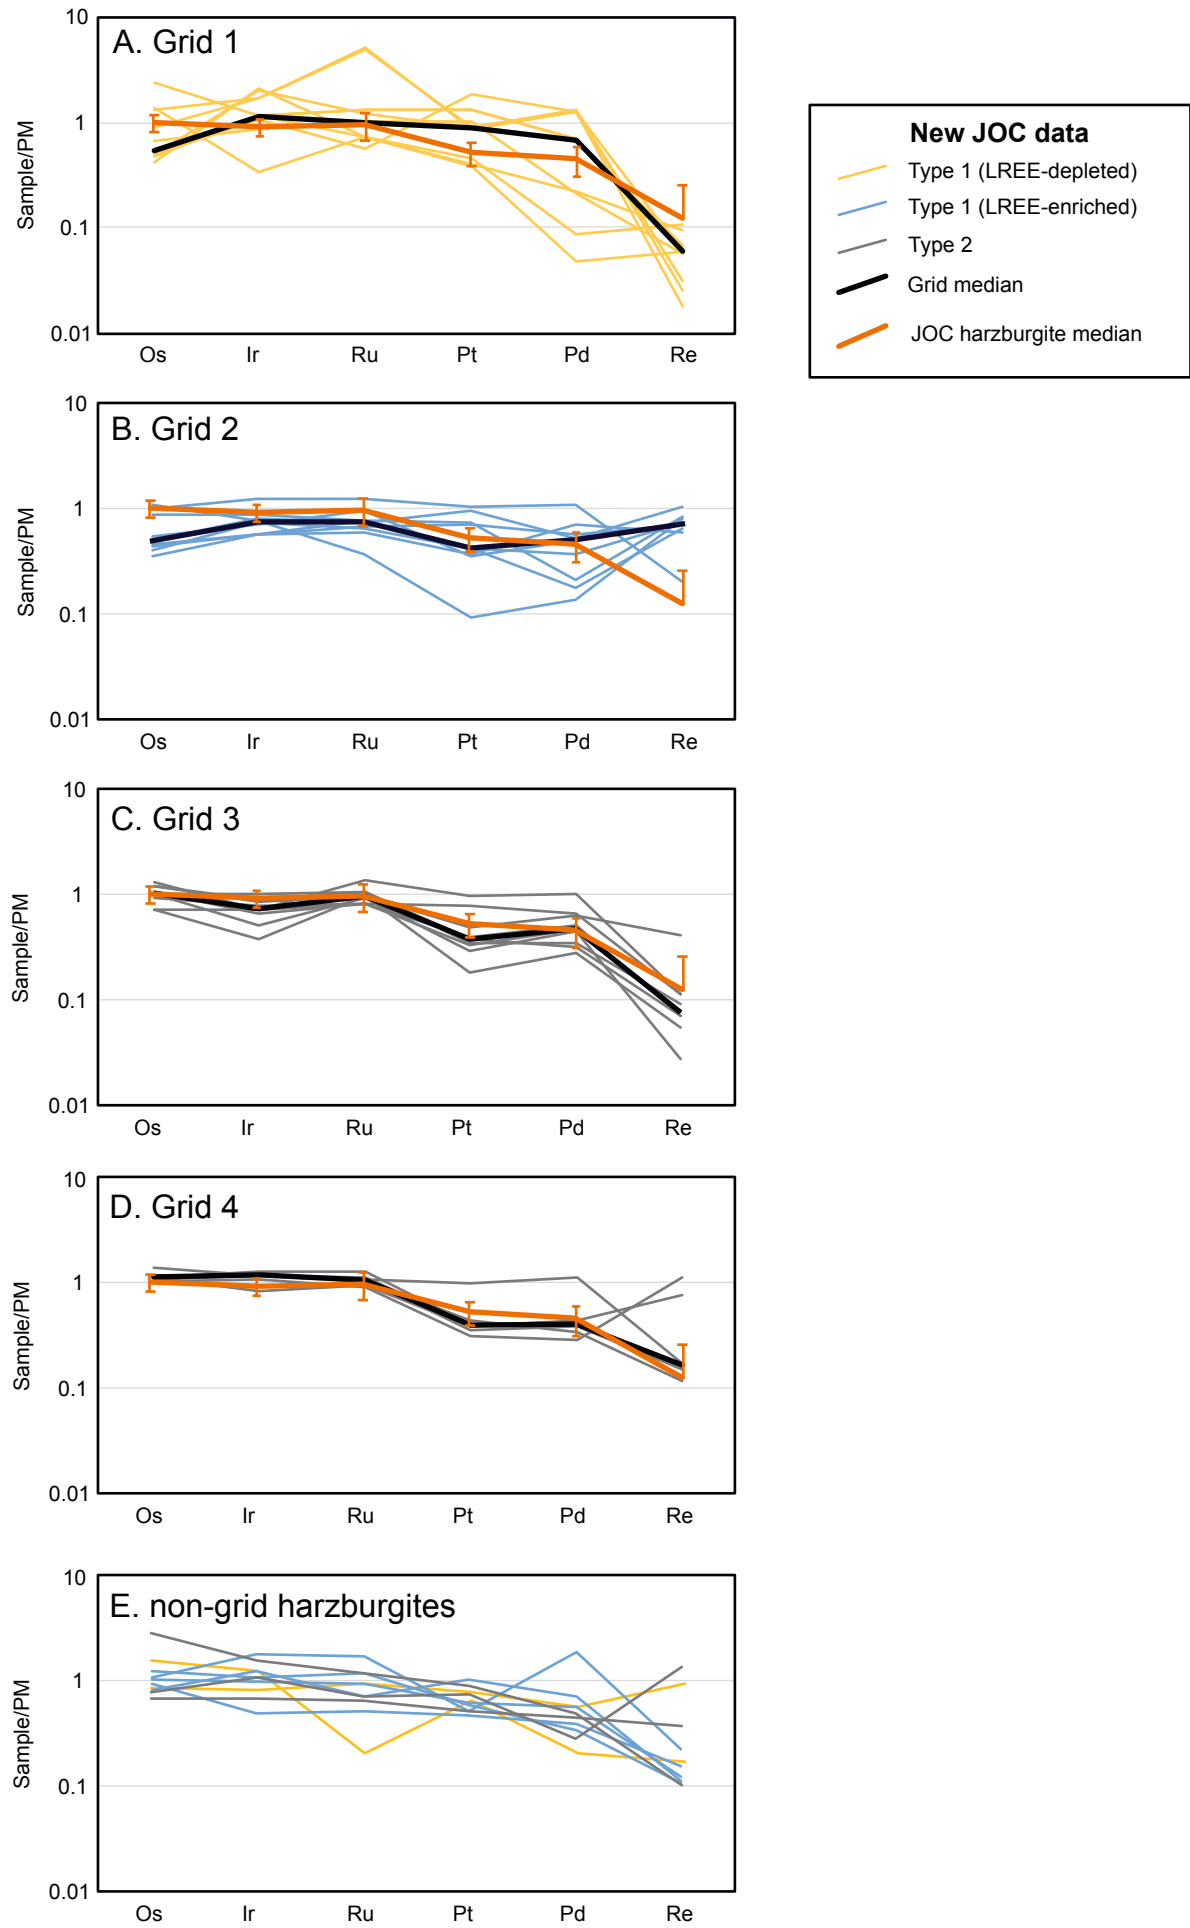 A. Grid 1
10
1
0.1
0.01
Sample/PM
Os Ir Ru Pt Pd Re
New JOC data
Type 1 (LREE-depleted)
Type 1 (LREE-enriched)
Type 2
Grid median
JOC harzburgite median
B. Grid 2
10
1
0.1
0.01
Sample/PM
Os Ir Ru Pt Pd Re
C. Grid 3
10
1
0.1
0.01
Sample/PM
Os Ir Ru Pt Pd Re
D. Grid 4
10
1
0.1
0.01
Sample/PM
Os Ir Ru Pt Pd Re
E. non-grid harzburgites
10
1
0.1
0.01
Sample/PM
Os Ir Ru Pt Pd Re